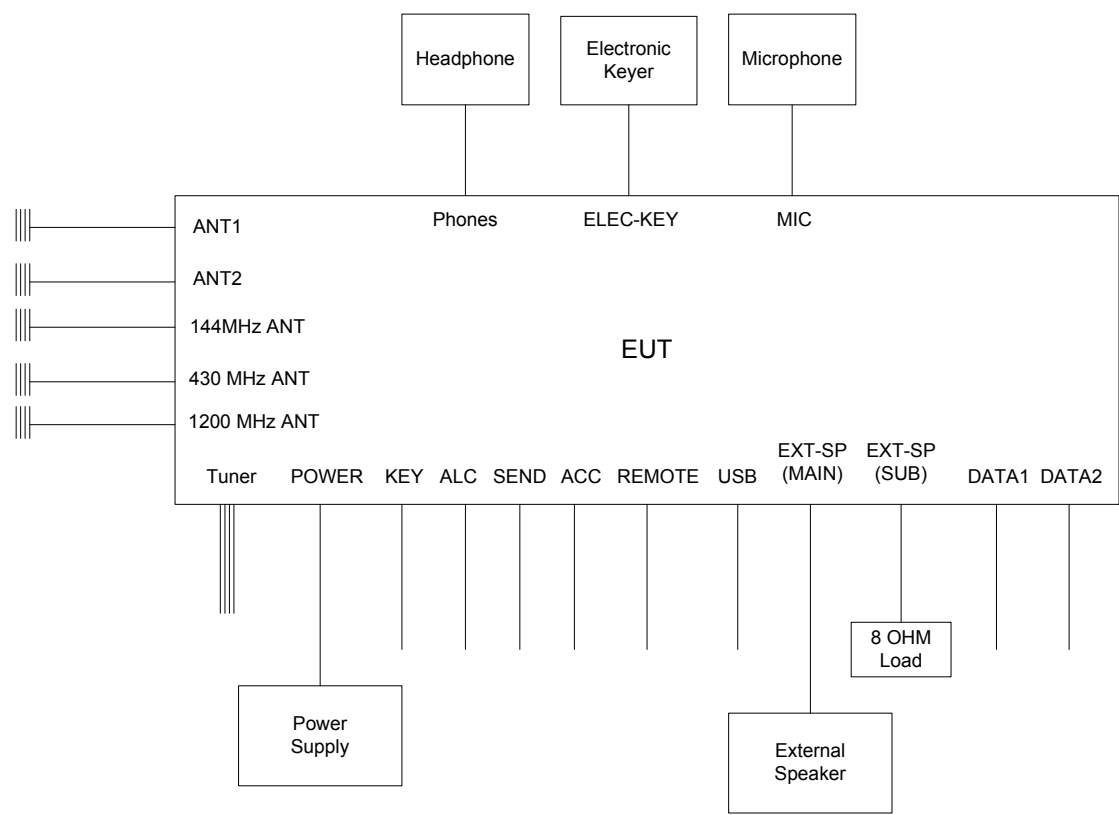 Headphone
Electronic
Keyer
Microphone
Phones
ELEC-KEY
MIC
ANT1
ANT2
144MHz ANT
430 MHz ANT
1200 MHz ANT
EUT
Tuner
POWER
KEY
ALC
SEND
ACC
REMOTE
USB
EXT-SP
(MAIN)
EXT-SP
(SUB)
DATA1
DATA2
8 OHM
Load
Power
Supply
External
Speaker